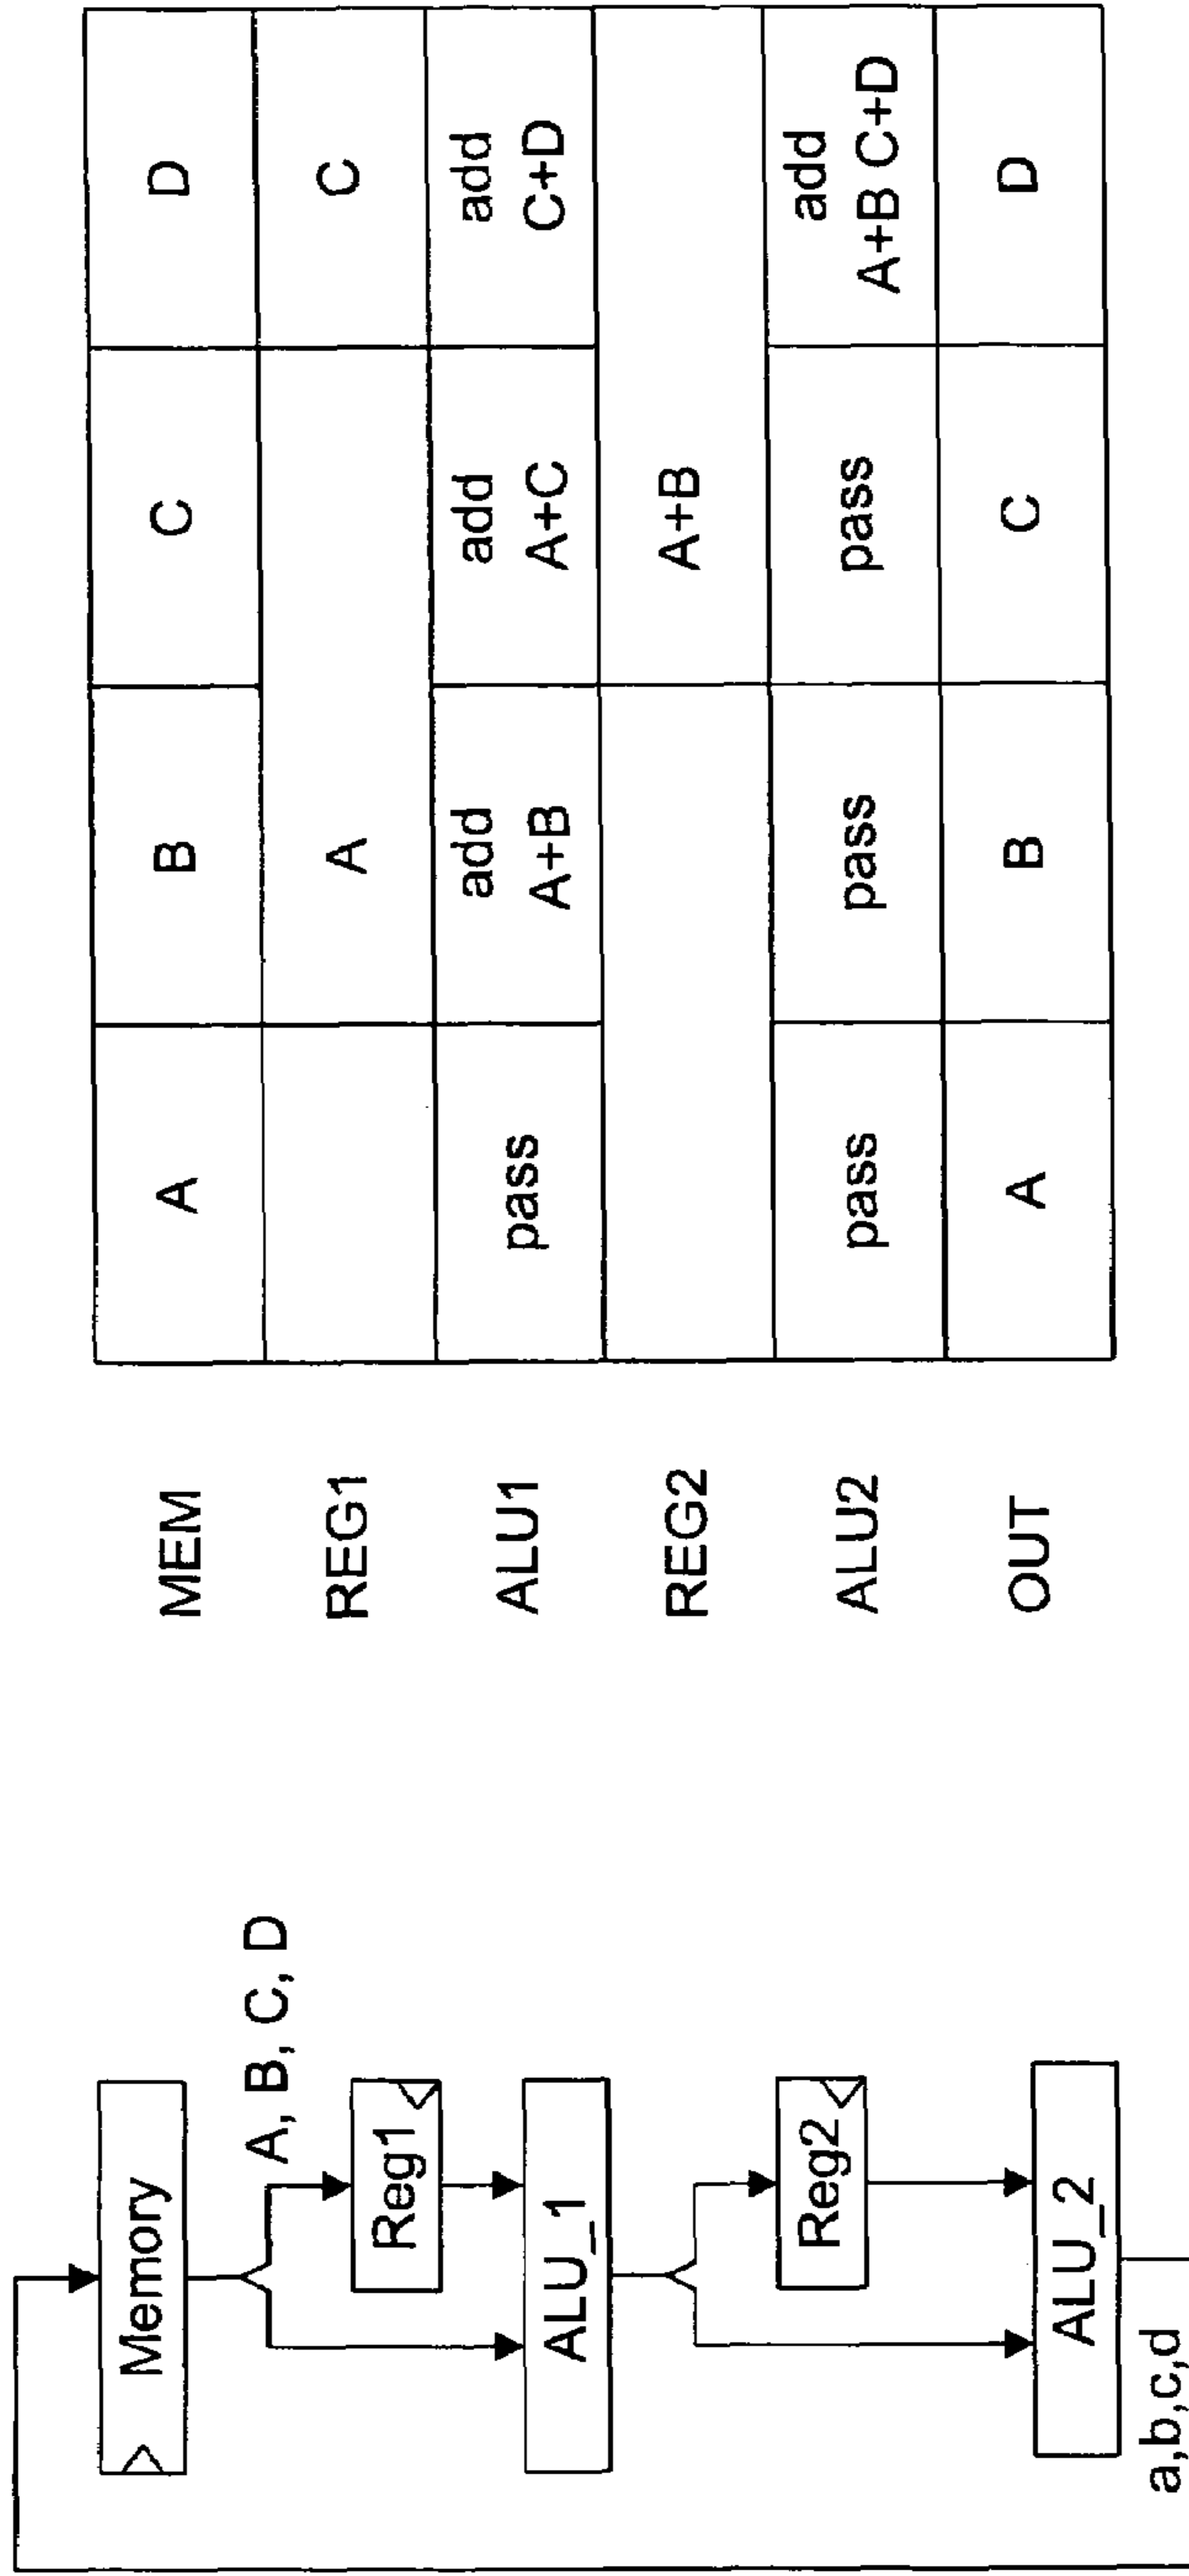 Memory
A, B, C, D
Reg1
ALU_1
Reg2
ALU_2
a,b,c,d
MEM A B C D
REG1 A C
ALU1 pass add add add
A+B A+C C+D
REG2 A+B
ALU2 pass pass pass add
A+B C+D
OUT A B C D